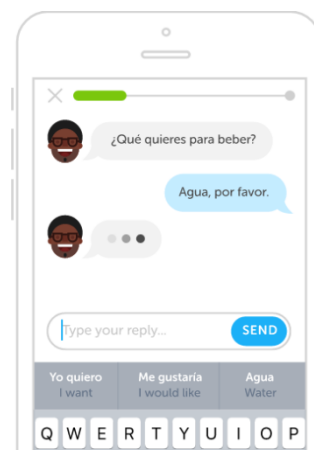 ¿Qué quieres para beber?
Agua, por favor.
Type your reply...
SEND
Yo quiero Me gustaría Agua
I want I would like Water
Q W E R T Y U I O P